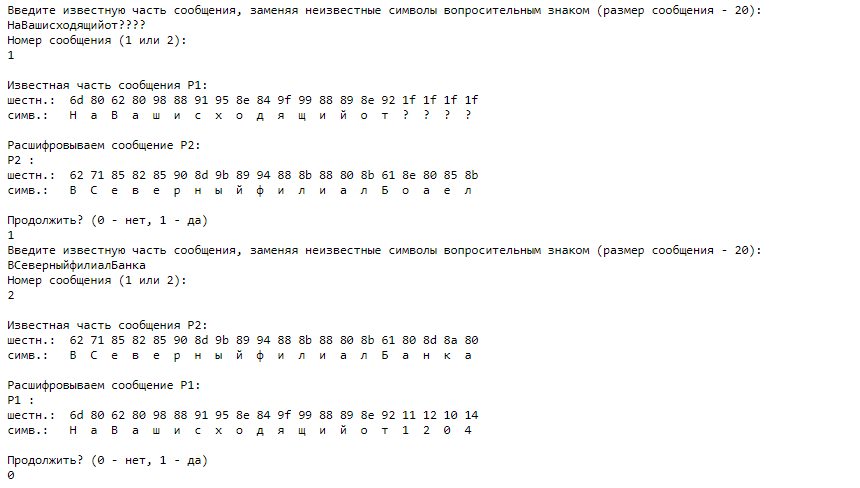 Введите известную часть сообщения, заменяя неизвестные символы вопросительным знаком (размер сообщения - 20):
НаВашисходящийот????
Номер сообщения (1 или 2):
1
Известная часть сообщения P1:
шестн.: 6d 80 62 80 98 88 91 95 8e 84 9f 99 88 89 8e 92 1f 1f 1f 1f
симв.: Н а В а ш и с х о д я щ и й о т ? ? ? ?
Расшифровываем сообщение P2:
P2 :
шестн.: 62 71 85 82 85 90 8d 9b 89 94 88 8b 88 80 8b 61 8e 80 85 8b
симв.: В С е в е р н ы й ф и л и а л Б о а е л
Продолжить? (0 - нет, 1 - да)
1
Введите известную часть сообщения, заменяя неизвестные символы вопросительным знаком (размер сообщения - 20):
ВСеверныйфилиалБанка
Номер сообщения (1 или 2):
2
Известная часть сообщения P2:
шестн.: 62 71 85 82 85 90 8d 9b 89 94 88 8b 88 80 8b 61 80 8d 8a 80
симв.: В С е в е р н ы й ф и л и а л Б а н к а
Расшифровываем сообщение P1:
P1 :
шестн.: 6d 80 62 80 98 88 91 95 8e 84 9f 99 88 89 8e 92 11 12 10 14
симв.: Н а В а ш и с х о д я щ и й о т 1 2 0 4
Продолжить? (0 - нет, 1 - да)
0